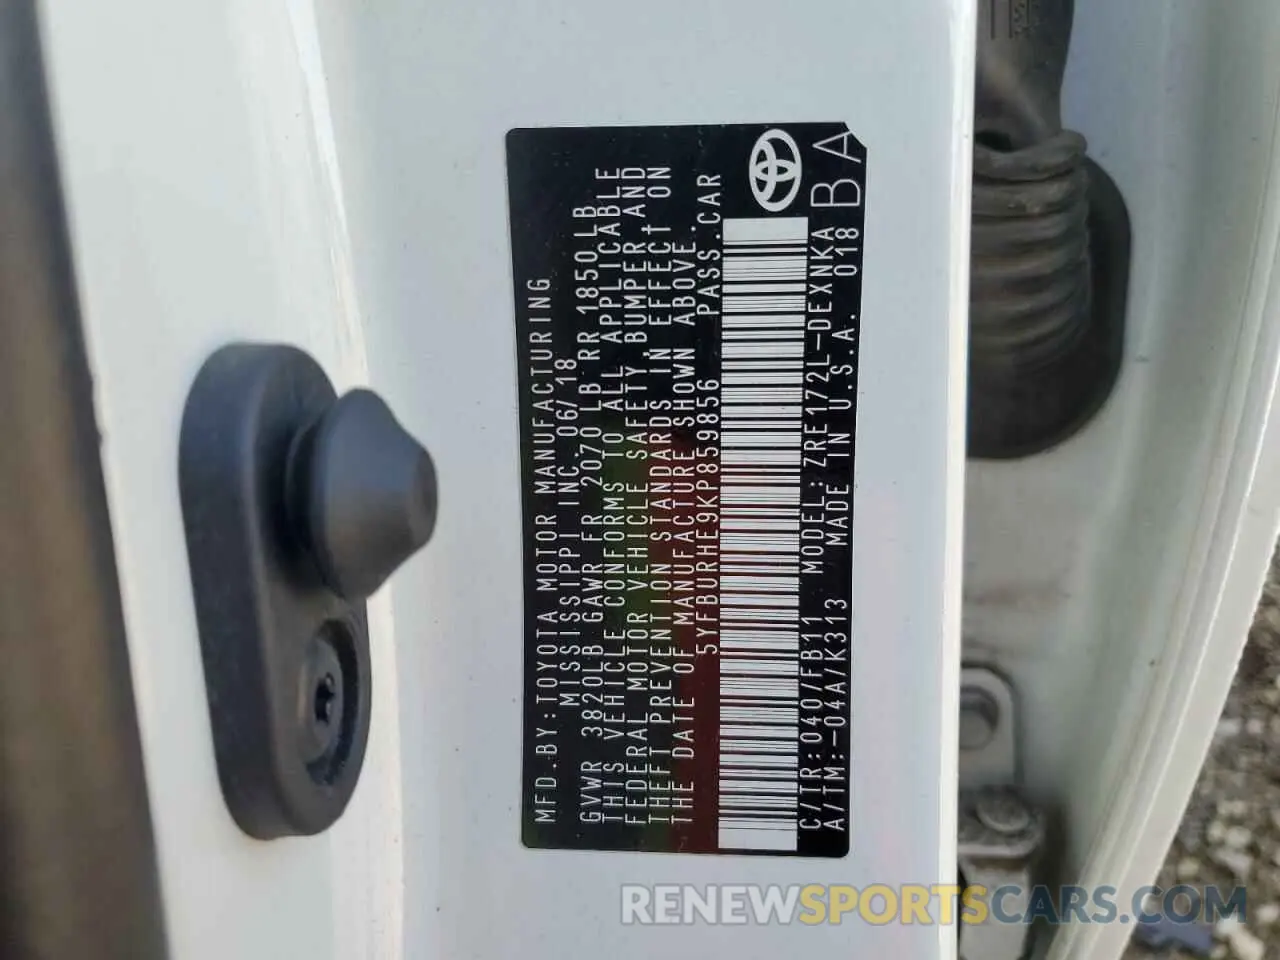 MFD.BY:TOYOTA MOTOR MANUFACTURING
MISSISSIPPI INC. 06/18
GVWR 3820LB GAWR FR 2070 LB RR 1850 LB
THIS VEHICLE CONFORMS TO ALL APPLICABLE
FEDERAL MOTOR VEHICLE SAFETY, BUMPER AND
THEFT PREVENTION STANDARDS IN EFFECT ON
THE DATE OF MANUFACTURE SHOWN ABOVE.
5YFBURHE9KP859856 PASS.CAR
C/TR:040/FB11 MODEL:ZRE172L-DEXNKA
A/TM:-04A/K313 MADE IN U.S.A. 018
BA
RENEWSPORTSCARS.COM